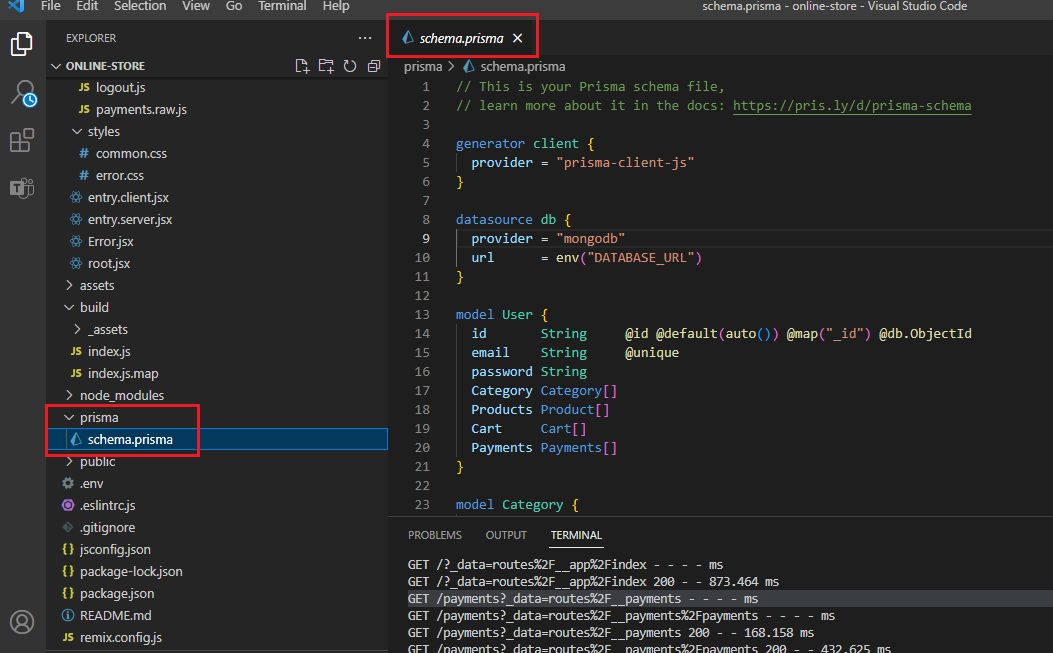 File Edit Selection View Go Terminal Help
schema.prisma - online-store - Visual Studio Code
EXPLORER
ONLINE-STORE
JS logout.js
JS payments.raw.js
styles
# common.css
# error.css
entry.client.jsx
entry.server.jsx
Error.jsx
root.jsx
assets
build
_assets
JS index.js
JS index.js.map
node_modules
prisma
schema.prisma
public
.env
.eslintrc.js
.gitignore
{} jsconfig.json
{} package-lock.json
{} package.json
README.md
JS remix.config.js
schema.prisma
prisma > schema.prisma
1 // This is your Prisma schema file,
2 // learn more about it in the docs: https://pris.ly/d/prisma-schema
3
4 generator client {
5 provider = "prisma-client-js"
6 }
7
8 datasource db {
9 provider = "mongodb"
10 url = env("DATABASE_URL")
11 }
12
13 model User {
14 id String @id @default(auto()) @map("_id") @db.ObjectId
15 email String @unique
16 password String
17 Category Category[]
18 Products Product[]
19 Cart Cart[]
20 Payments Payments[]
21 }
22
23 model Category {
PROBLEMS OUTPUT TERMINAL
GET /?_data=routes%2F__app%2Findex - - - - ms
GET /?_data=routes%2F__app%2Findex 200 - - 873.464 ms
GET /payments?_data=routes%2F__payments - - - - ms
GET /payments?_data=routes%2F__payments%2Fpayments - - - - ms
GET /payments?_data=routes%2F__payments 200 - - 168.158 ms
GET /payments?_data=routes%2F__payments%2Fpayments 200 - - 432.625 ms